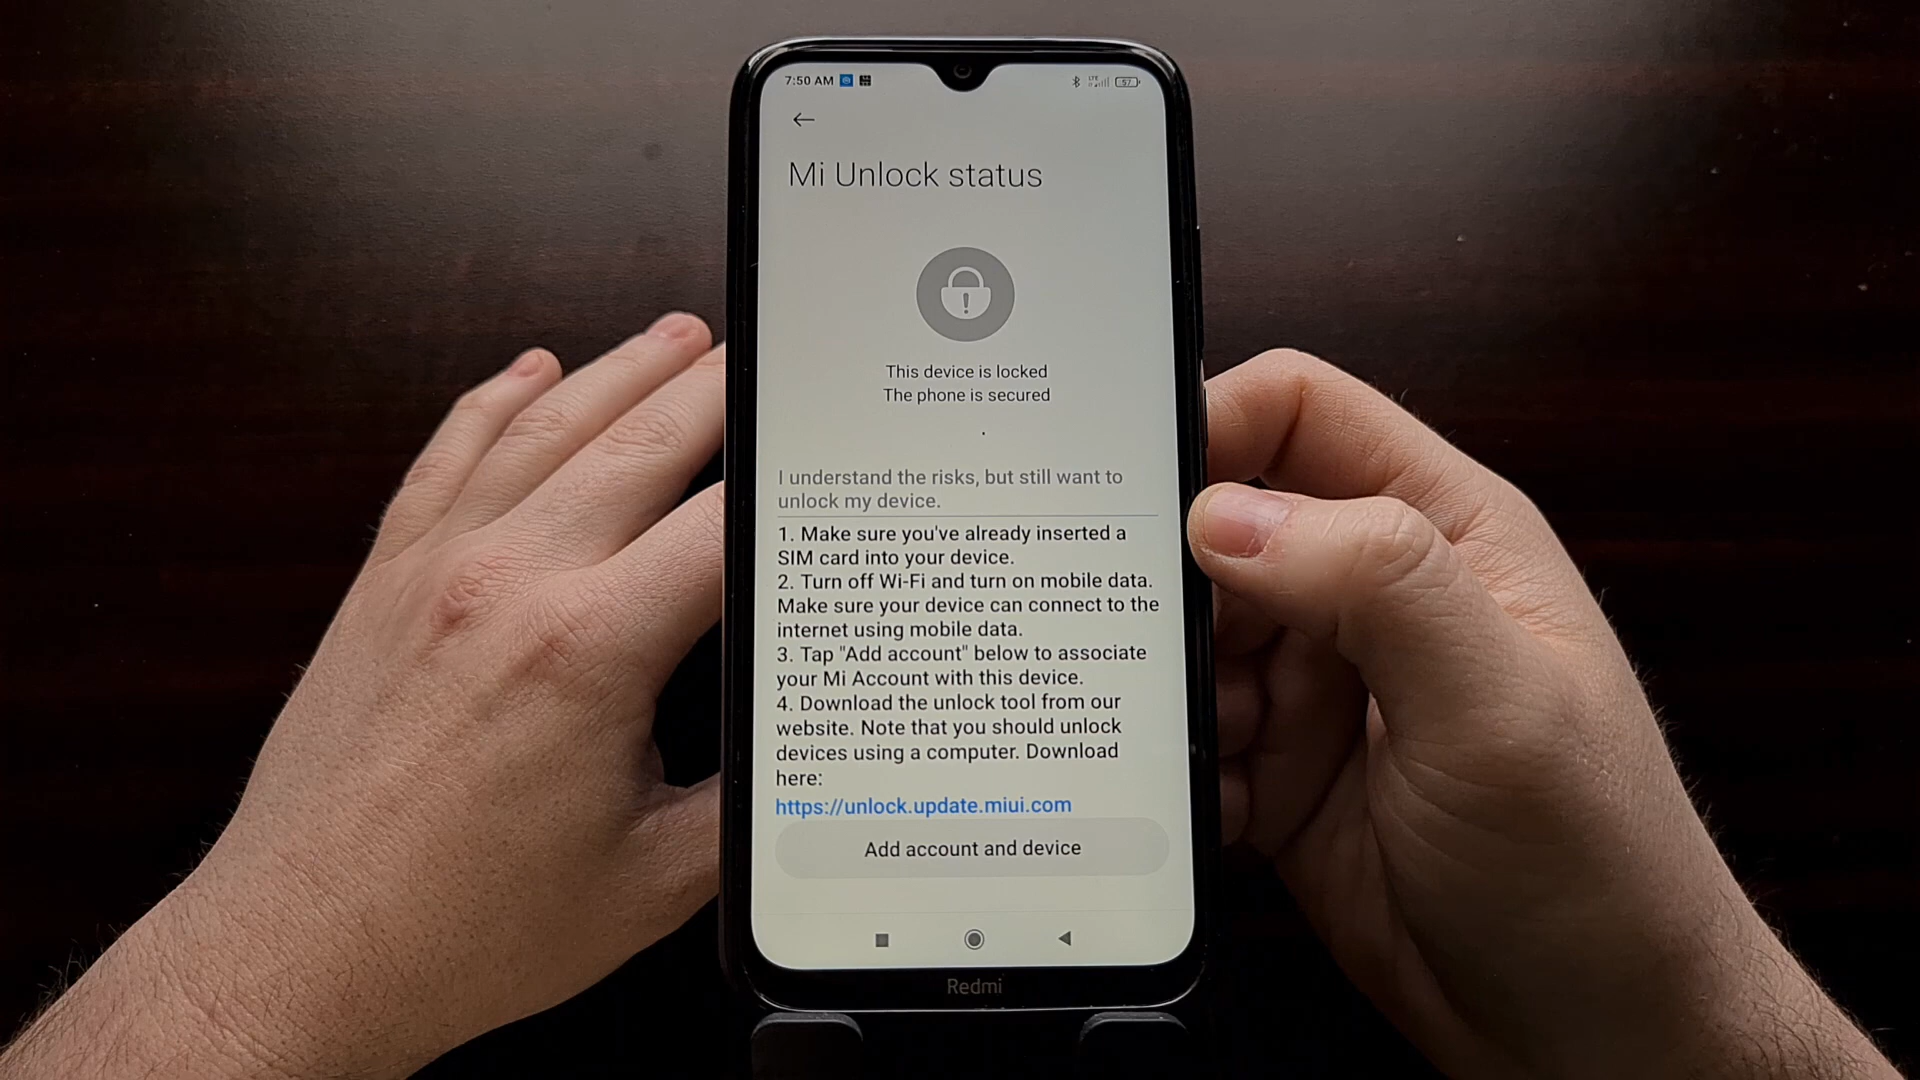 7:50 AM
LTE
57
Mi Unlock status
This device is locked
The phone is secured
I understand the risks, but still want to
unlock my device.
1. Make sure you've already inserted a
SIM card into your device.
2. Turn off Wi-Fi and turn on mobile data.
Make sure your device can connect to the
internet using mobile data.
3. Tap "Add account" below to associate
your Mi Account with this device.
4. Download the unlock tool from our
website. Note that you should unlock
devices using a computer. Download
here:
https://unlock.update.miui.com
Add account and device
Redmi